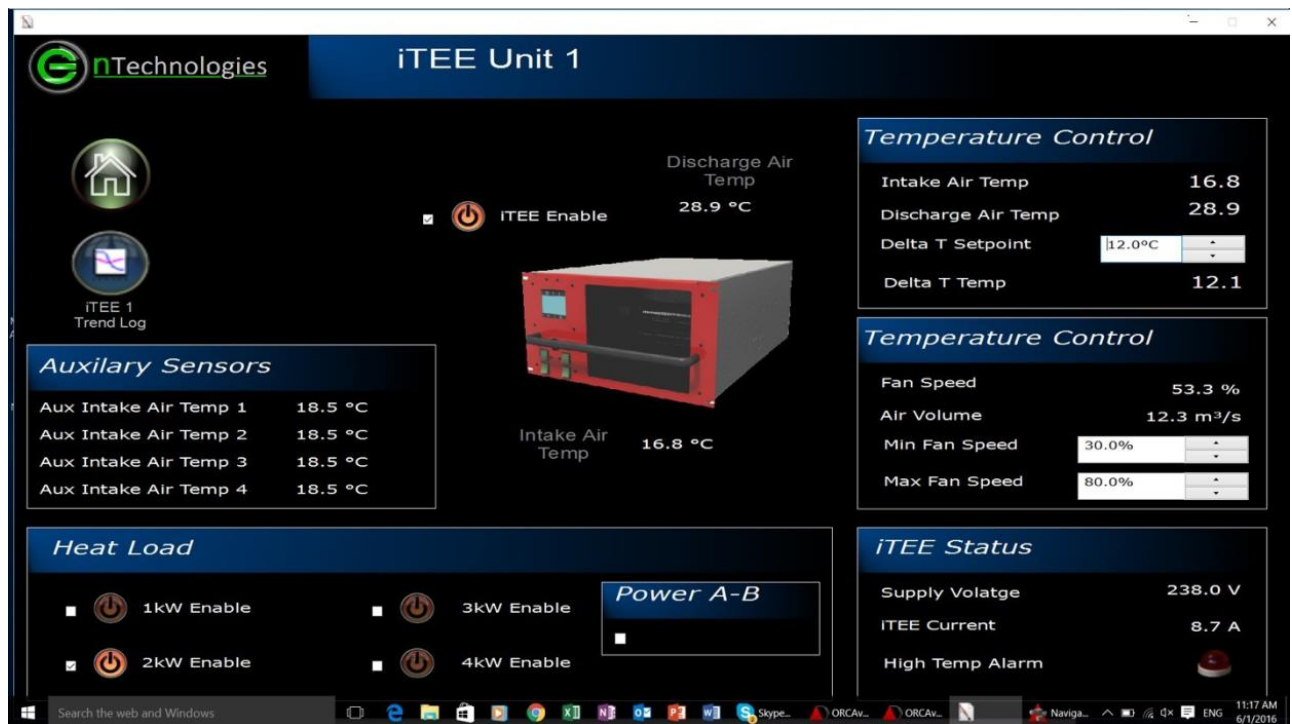 nTechnologies
iTEE Unit 1
iTEE 1
Trend Log
iTEE Enable
Discharge Air
Temp
28.9 °C
Intake Air
Temp
16.8 °C
Temperature Control
Intake Air Temp 16.8
Discharge Air Temp 28.9
Delta T Setpoint 12.0°C
Delta T Temp 12.1
Auxilary Sensors
Aux Intake Air Temp 1 18.5 °C
Aux Intake Air Temp 2 18.5 °C
Aux Intake Air Temp 3 18.5 °C
Aux Intake Air Temp 4 18.5 °C
Temperature Control
Fan Speed 53.3 %
Air Volume 12.3 m³/s
Min Fan Speed 30.0%
Max Fan Speed 80.0%
Heat Load
1kW Enable
2kW Enable
3kW Enable
4kW Enable
Power A-B
iTEE Status
Supply Volatge 238.0 V
iTEE Current 8.7 A
High Temp Alarm
Search the web and Windows
Skype...
ORCAv...
ORCAv...
Naviga...
ENG
11:17 AM
6/1/2016